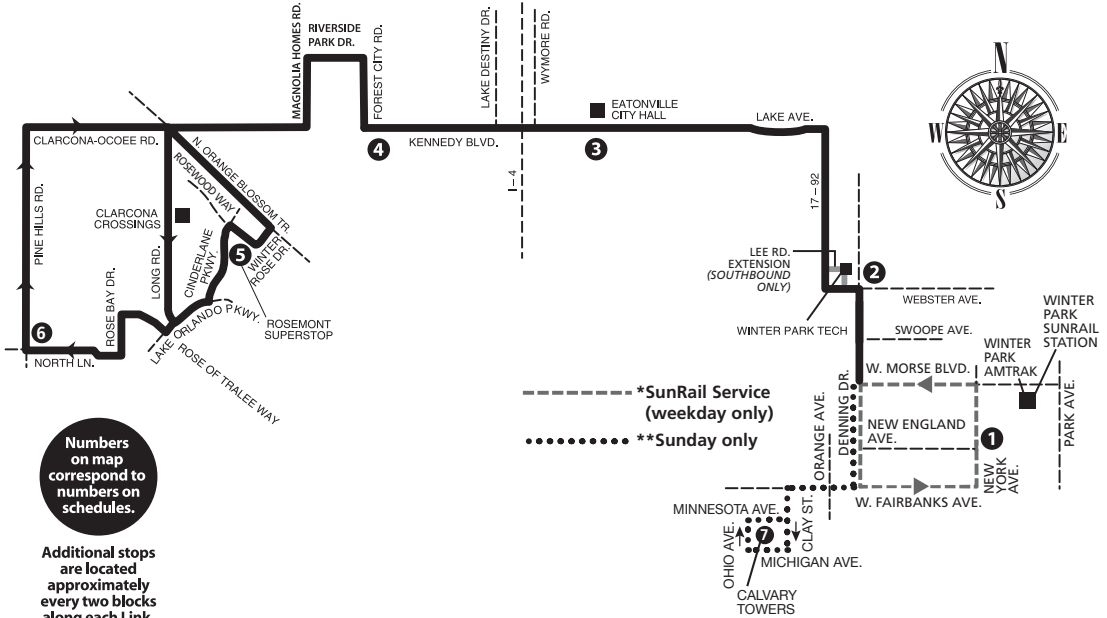 MAGNOLIA HOMES RD.
RIVERSIDE
PARK DR.
FOREST CITY RD.
LAKE DESTINY DR.
WYMORE RD.
EATONVILLE
CITY HALL
LAKE AVE.
N
W
E
S
CLARCONA-OCOEE RD.
4
KENNEDY BLVD.
3
I-4
17-92
PINE HILLS RD.
N. ORANGE BLOSSOM TR.
ROSEWOOD WAY
CLARCONA
CROSSINGS
LONG RD.
CINDERLANE
PKWY.
5
WINTER
ROSE DR.
ROSE BAY DR.
LAKE ORLANDO PKWY.
ROSEMONT
SUPERSTOP
ROSE OF TRALEE WAY
6
NORTH LN.
LEE RD.
EXTENSION
(SOUTHBOUND
ONLY)
2
WEBSTER AVE.
WINTER PARK TECH
SWOOPE AVE.
WINTER
PARK
SUNRAIL
STATION
WINTER
PARK
AMTRAK
W. MORSE BLVD.
PARK AVE.
*SunRail Service
(weekday only)
**Sunday only
ORANGE AVE.
DENNING DR.
NEW ENGLAND
AVE.
1
NEW
YORK
AVE.
W. FAIRBANKS AVE.
MINNESOTA AVE.
CLAY ST.
OHIO AVE.
7
MICHIGAN AVE.
CALVARY
TOWERS
Numbers
on map
correspond to
numbers on
schedules.
Additional stops
are located
approximately
every two blocks
along each Link